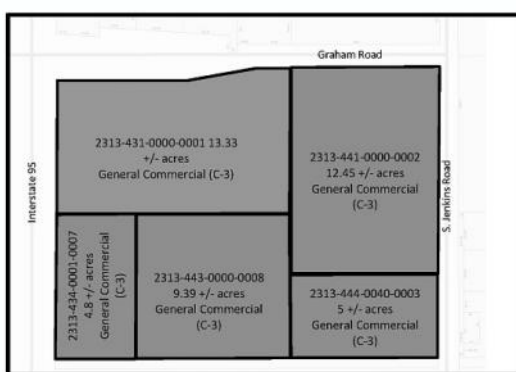 Graham Road
Interstate 95
2313-431-0000-0001 13.33
+/- acres
General Commercial (C-3)
2313-441-0000-0002
12.45 +/- acres
General Commercial
(C-3)
S. Jenkins Road
2313-434-0001-0007
4.8 +/- acres
General Commercial
(C-3)
2313-443-0000-0008
9.39 +/- acres
General Commercial
(C-3)
2313-444-0040-0003
5 +/- acres
General Commercial
(C-3)